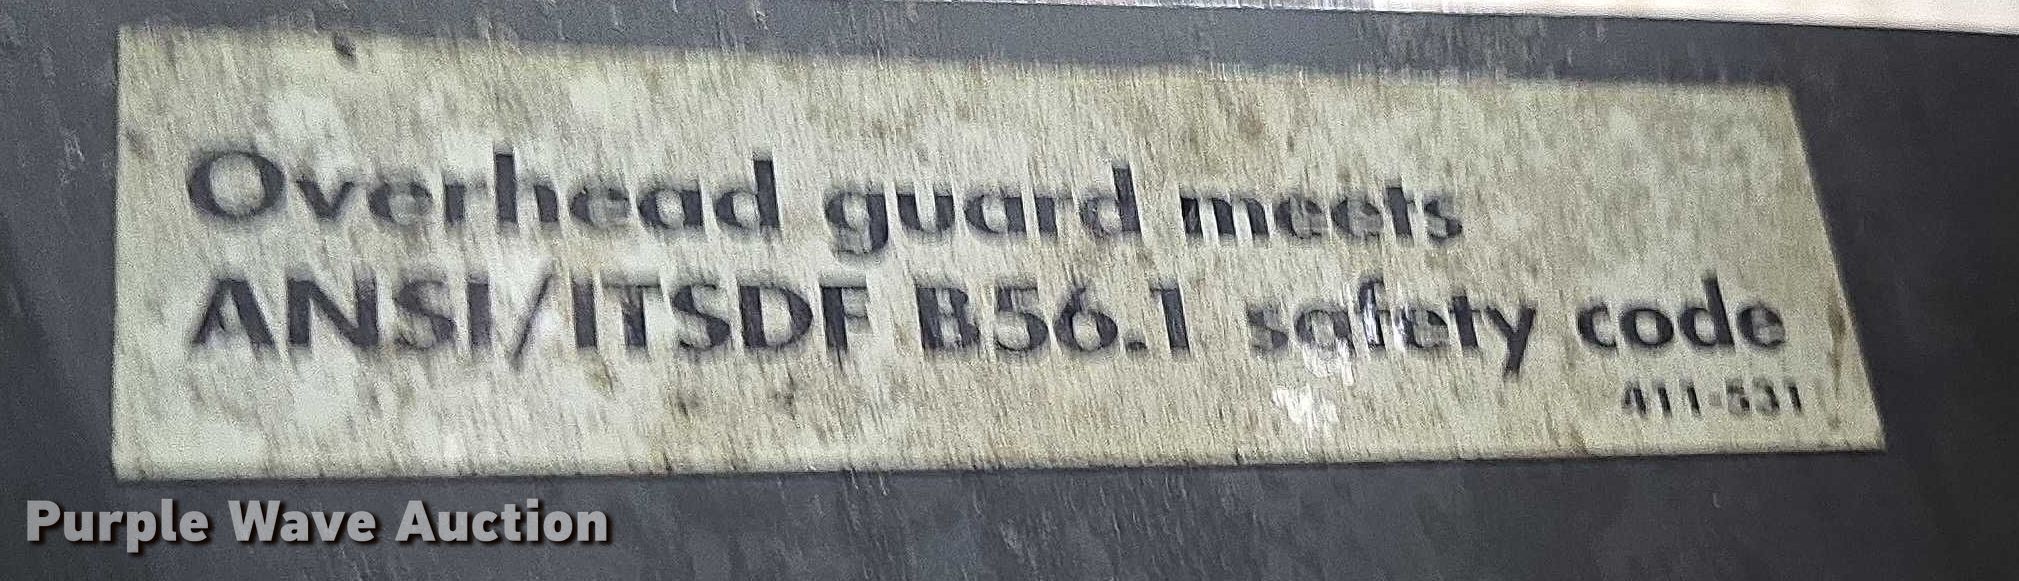 Overhead guard meets
ANSI/ITSDF B56.1 safety code
411-531
Purple Wave Auction